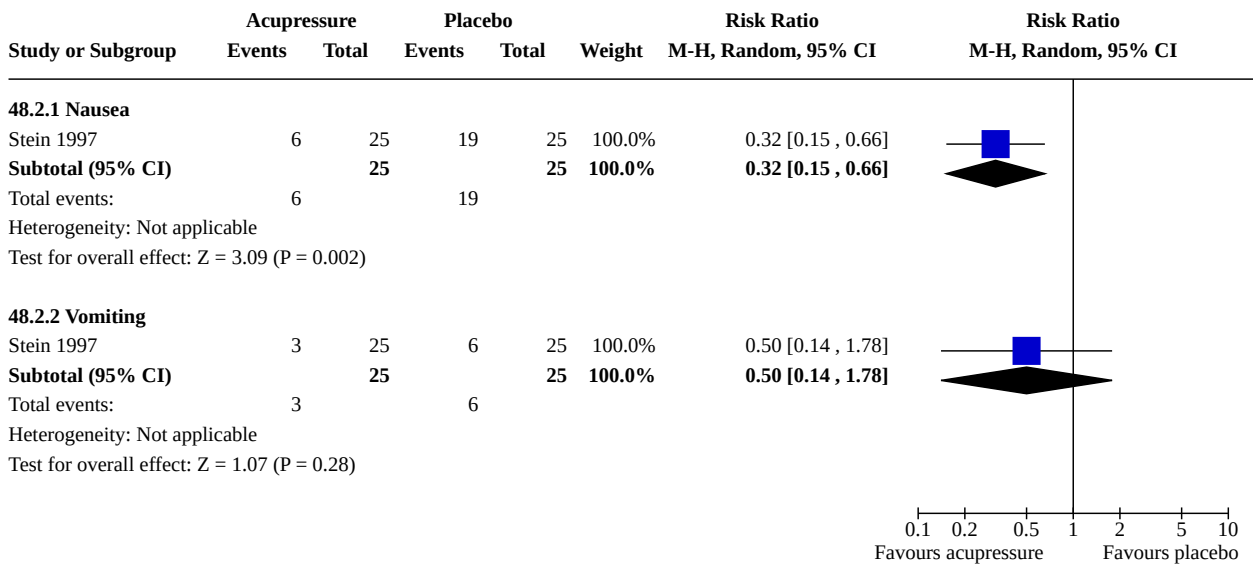 Acupressure Placebo Risk Ratio Risk Ratio
Study or Subgroup Events Total Events Total Weight M-H, Random, 95% CI M-H, Random, 95% CI
48.2.1 Nausea
Stein 1997 6 25 19 25 100.0% 0.32 [0.15 , 0.66]
Subtotal (95% CI) 25 25 100.0% 0.32 [0.15 , 0.66]
Total events: 6 19
Heterogeneity: Not applicable
Test for overall effect: Z = 3.09 (P = 0.002)
48.2.2 Vomiting
Stein 1997 3 25 6 25 100.0% 0.50 [0.14 , 1.78]
Subtotal (95% CI) 25 25 100.0% 0.50 [0.14 , 1.78]
Total events: 3 6
Heterogeneity: Not applicable
Test for overall effect: Z = 1.07 (P = 0.28)
0.1 0.2 0.5 1 2 5 10
Favours acupressure Favours placebo